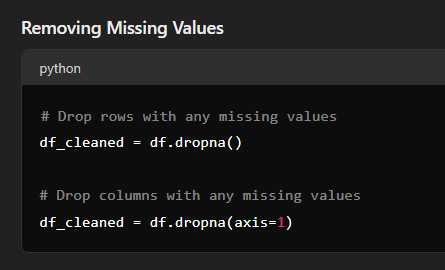 Removing Missing Values
python
# Drop rows with any missing values
df_cleaned = df.dropna()
# Drop columns with any missing values
df_cleaned = df.dropna(axis=1)